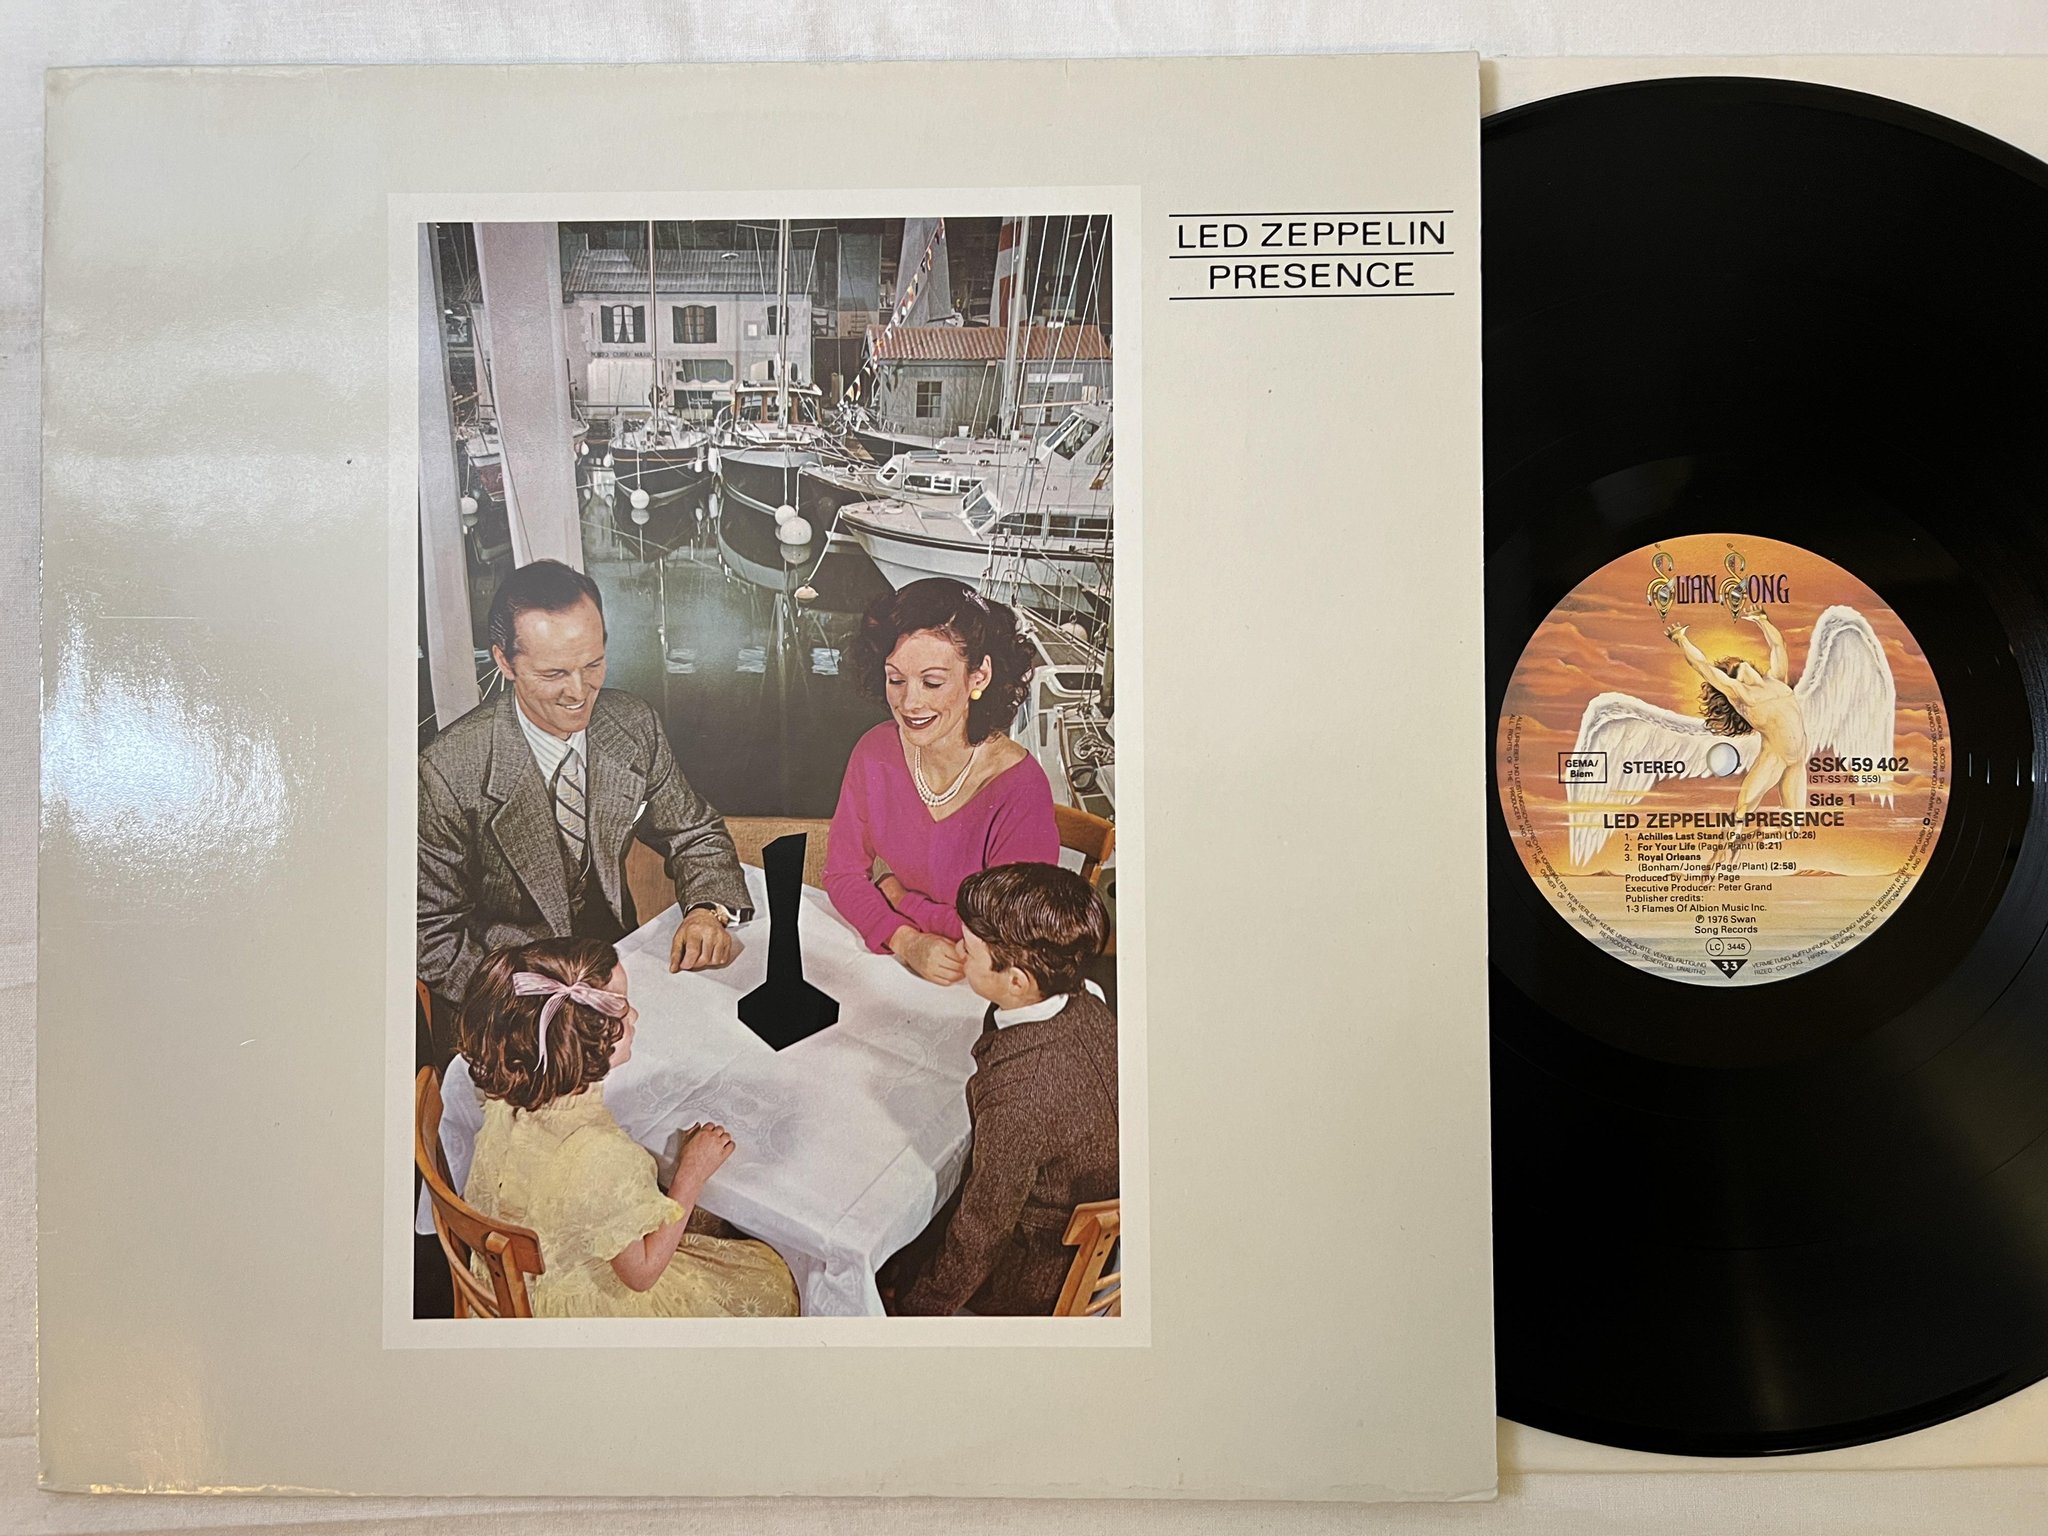 LED ZEPPELIN
PRESENCE
SWAN SONG
GEMA/
Biem
STEREO
SSK 59 402
(ST-SS 763 559)
Side 1
LED ZEPPELIN-PRESENCE
1. Achilles Last Stand (Page/Plant) (10:26)
2. For Your Life (Page/Plant) (6:21)
3. Royal Orleans
(Bonham/Jones/Page/Plant) (2:58)
Produced by Jimmy Page
Executive Producer: Peter Grand
Publisher credits:
1-3 Flames Of Albion Music Inc.
℗ 1976 Swan
Song Records
LC 3445
33